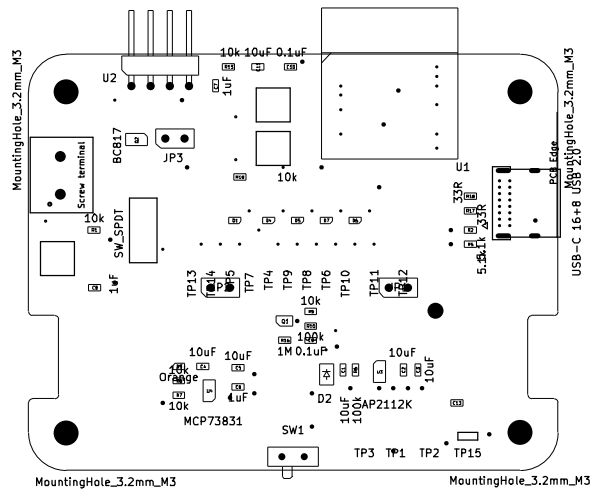 10k 10uF 0.1uF
MountingHole_3.2mm_M3
MountingHole_3.2mm_M3
U2
1uF
BC817
JP3
10k
U1
PCB Edge
USB-C 16+8 USB 2.0
Screw terminal
33R
33R
5.1k
5.1k
10k
SW_SPDT
1uF
TP13
TP14
TP5
TP7
TP4
TP9
TP8
TP6
TP10
TP11
TP12
10k
Q1
100k
1M 0.1uF
10uF
10uF
10uF
10uF
Orange
10k
1uF
MCP73831
D2
10uF
100k
AP2112K
SW1
TP3 TP1 TP2 TP15
MountingHole_3.2mm_M3
MountingHole_3.2mm_M3